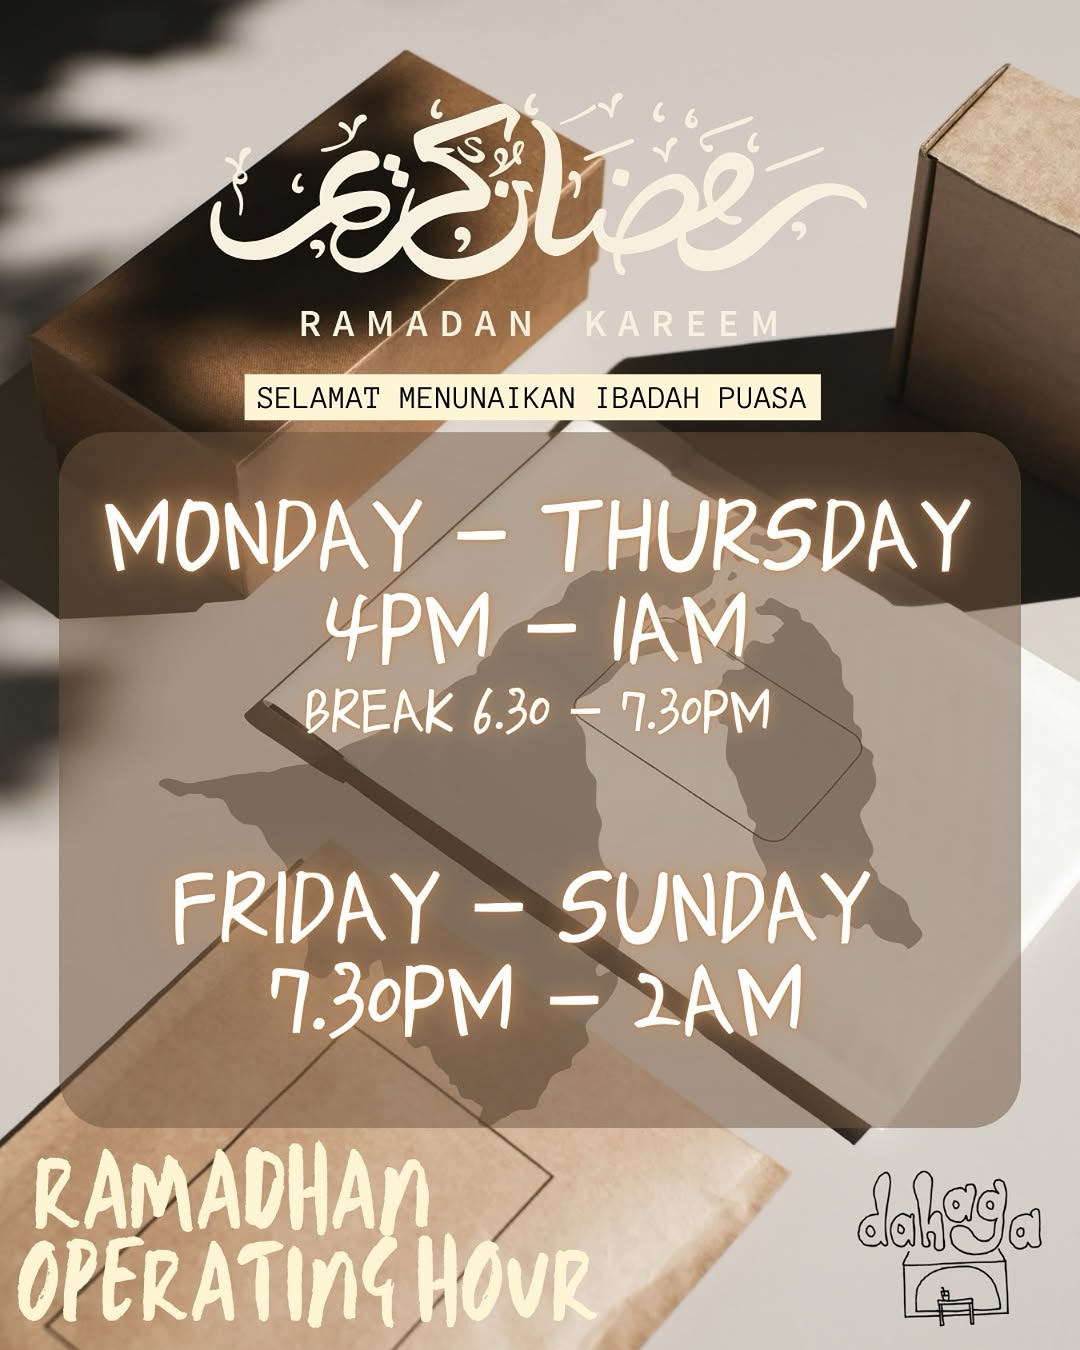 رمضان كريم
RAMADAN KAREEM
SELAMAT MENUNAIKAN IBADAH PUASA
MONDAY – THURSDAY
4PM – 1AM
BREAK 6.30 – 7.30PM
FRIDAY – SUNDAY
7.30PM – 2AM
RAMADHAN
OPERATING HOUR
dahaga